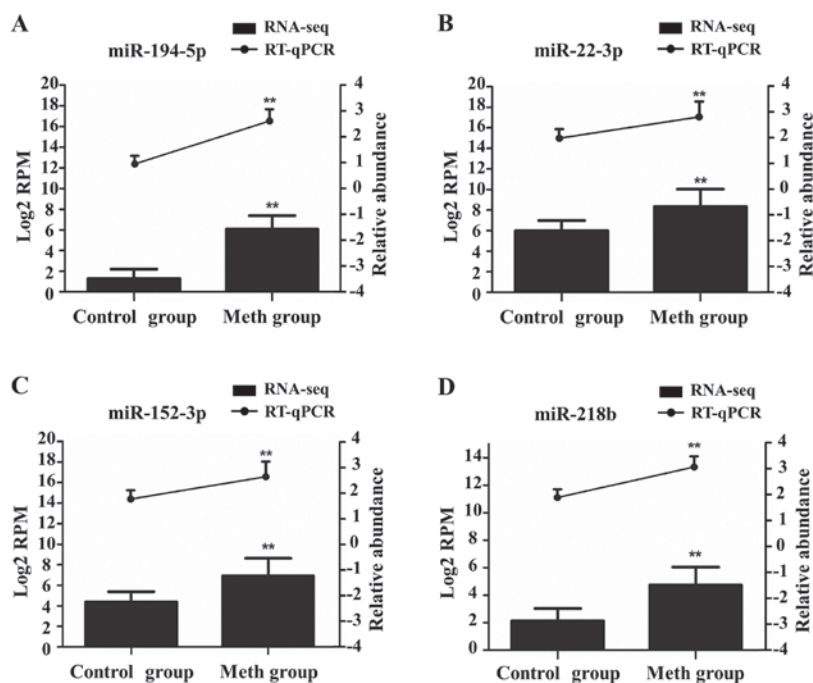 A
miR-194-5p
RNA-seq
RT-qPCR
20
18
16
14
12
10
8
6
4
2
0
Log2 RPM
4
3
2
1
0
-1
-2
-3
-4
Relative abundance
**
**
Control group
Meth group
B
miR-22-3p
RNA-seq
RT-qPCR
20
18
16
14
12
10
8
6
4
2
0
Log2 RPM
4
3
2
1
0
-1
-2
-3
-4
Relative abundance
**
**
Control group
Meth group
C
miR-152-3p
RNA-seq
RT-qPCR
20
18
16
14
12
10
8
6
4
2
0
Log2 RPM
4
3
2
1
0
-1
-2
-3
-4
Relative abundance
**
**
Control group
Meth group
D
miR-218b
RNA-seq
RT-qPCR
14
12
10
8
6
4
2
0
Log2 RPM
4
3
2
1
0
-1
-2
-3
-4
Relative abundance
**
**
Control group
Meth group